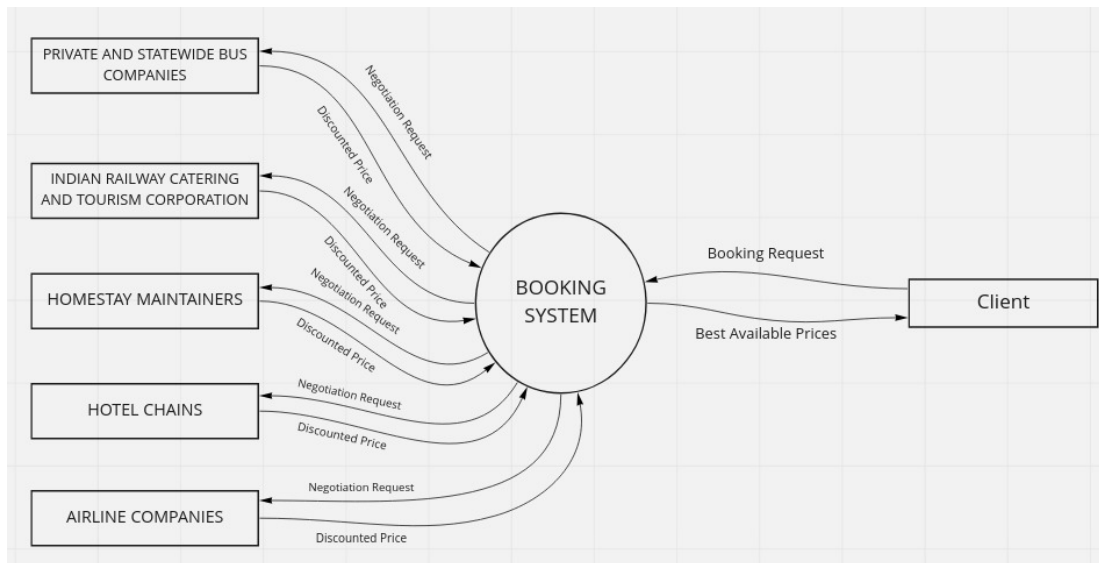 PRIVATE AND STATEWIDE BUS
COMPANIES
Negotiation Request
Discounted Price
INDIAN RAILWAY CATERING
AND TOURISM CORPORATION
Negotiation Request
Discounted Price
HOMESTAY MAINTAINERS
Negotiation Request
Discounted Price
HOTEL CHAINS
Negotiation Request
Discounted Price
AIRLINE COMPANIES
Negotiation Request
Discounted Price
BOOKING
SYSTEM
Booking Request
Best Available Prices
Client